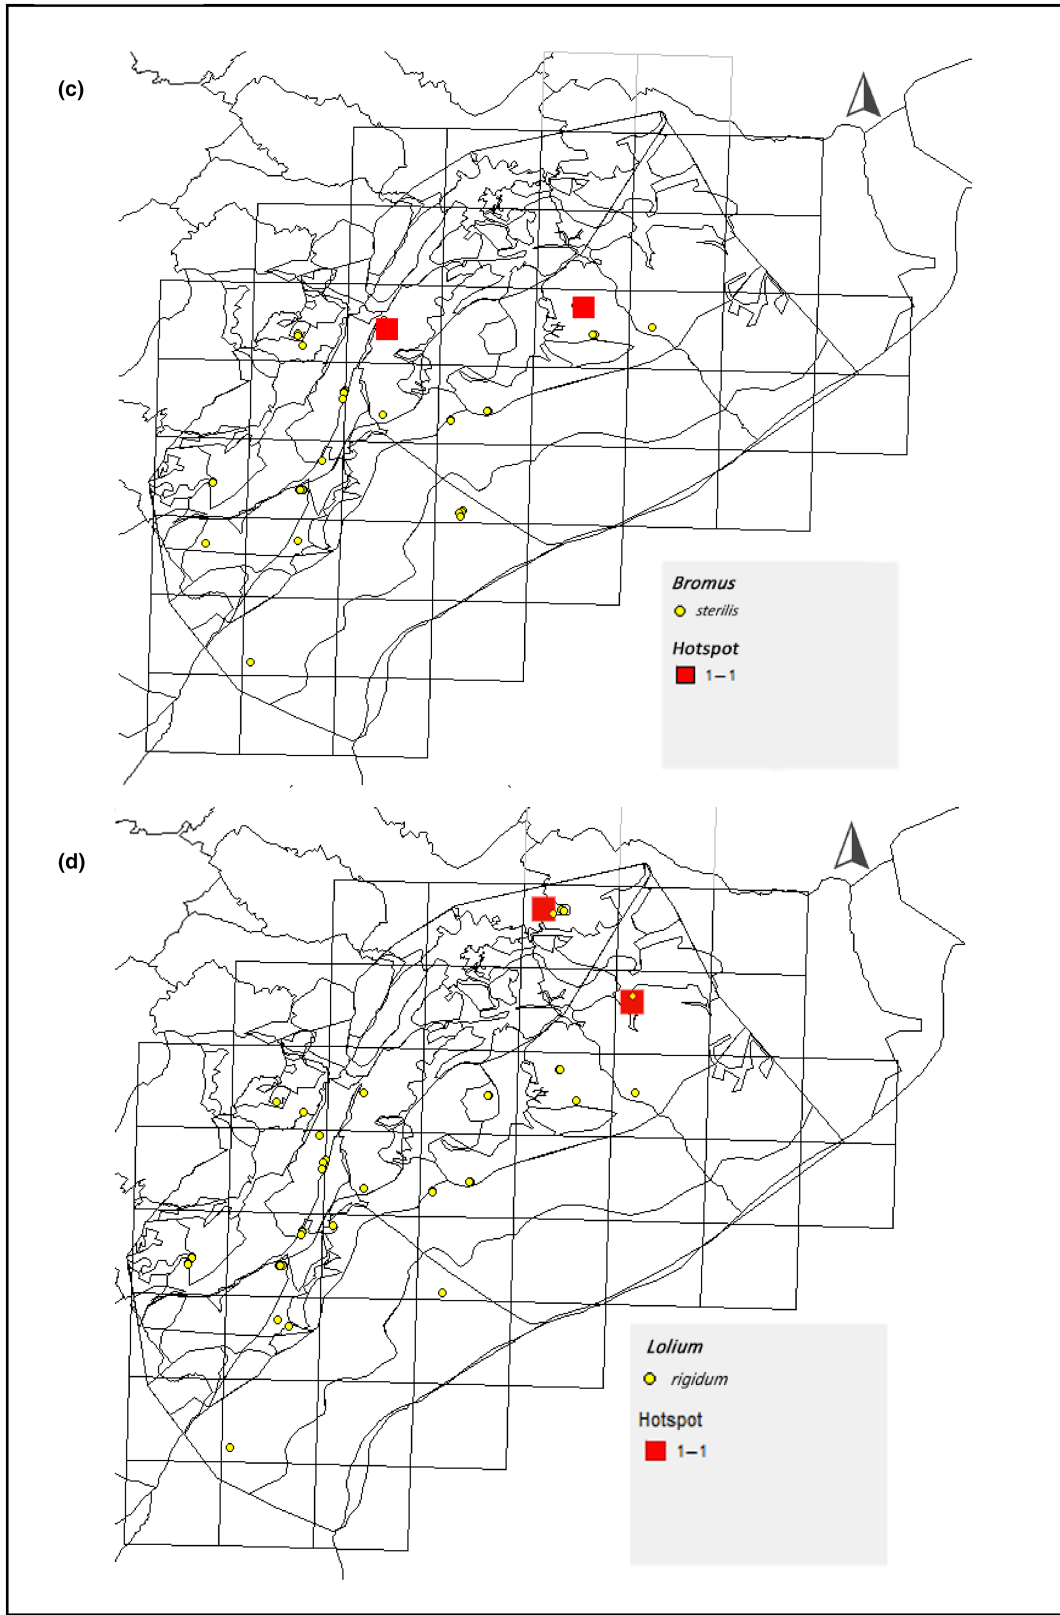 (c)
Bromus
sterilis
Hotspot
1–1
(d)
Lolium
rigidum
Hotspot
1–1